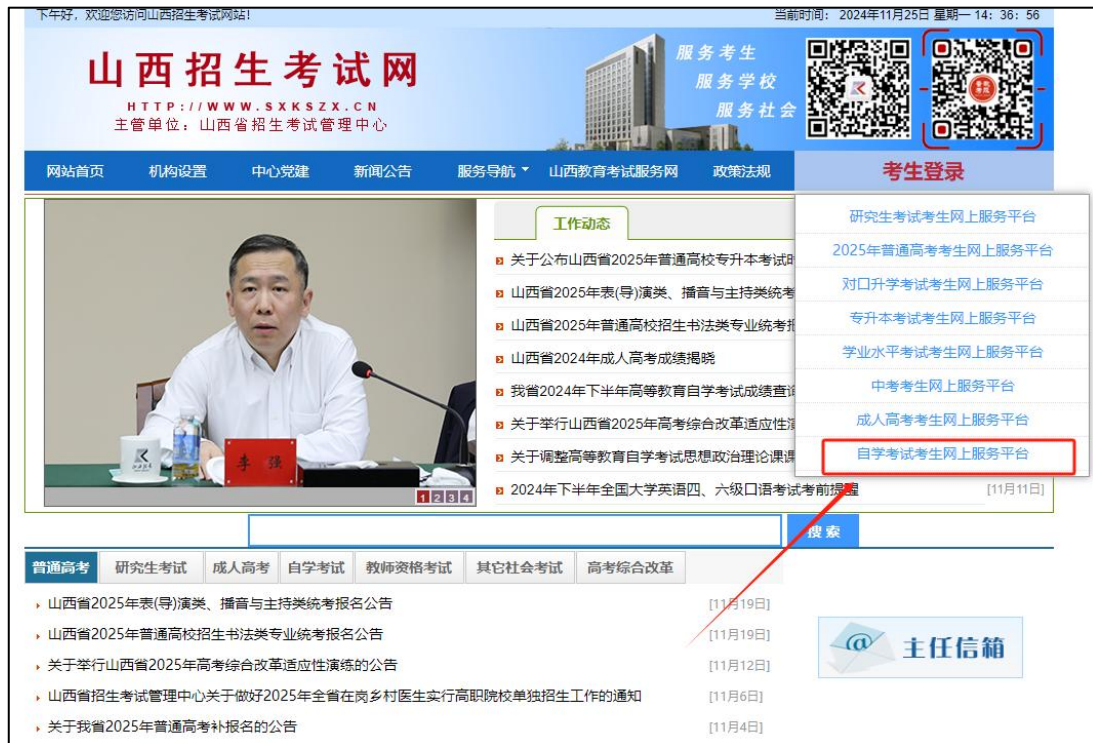 下午好，欢迎您访问山西招生考试网站！
当前时间： 2024年11月25日 星期一 14：36：56
山西招生考试网
HTTP://WWW.SXKSZX.CN
主管单位：山西省招生考试管理中心
服务考生
服务学校
服务社会
网站首页 机构设置 中心党建 新闻公告 服务导航 山西教育考试服务网 政策法规 考生登录
研究生考试考生网上服务平台
2025年普通高考考生网上服务平台
对口升学考试考生网上服务平台
专升本考试考生网上服务平台
学业水平考试考生网上服务平台
中考考生网上服务平台
成人高考考生网上服务平台
自学考试考生网上服务平台
李 强
1 2 3 4
工作动态
关于公布山西省2025年普通高校专升本考试时
山西省2025年表(导)演类、播音与主持类统考
山西省2025年普通高校招生书法类专业统考报
山西省2024年成人高考成绩揭晓
我省2024年下半年高等教育自学考试成绩查询
关于举行山西省2025年高考综合改革适应性演
关于调整高等教育自学考试思想政治理论课课
2024年下半年全国大学英语四、六级口语考试考前提醒 [11月11日]
搜 索
普通高考 研究生考试 成人高考 自学考试 教师资格考试 其它社会考试 高考综合改革
山西省2025年表(导)演类、播音与主持类统考报名公告 [11月19日]
山西省2025年普通高校招生书法类专业统考报名公告 [11月19日]
关于举行山西省2025年高考综合改革适应性演练的公告 [11月12日]
山西省招生考试管理中心关于做好2025年全省在岗乡村医生实行高职院校单独招生工作的通知 [11月6日]
关于我省2025年普通高考补报名的公告 [11月4日]
主任信箱